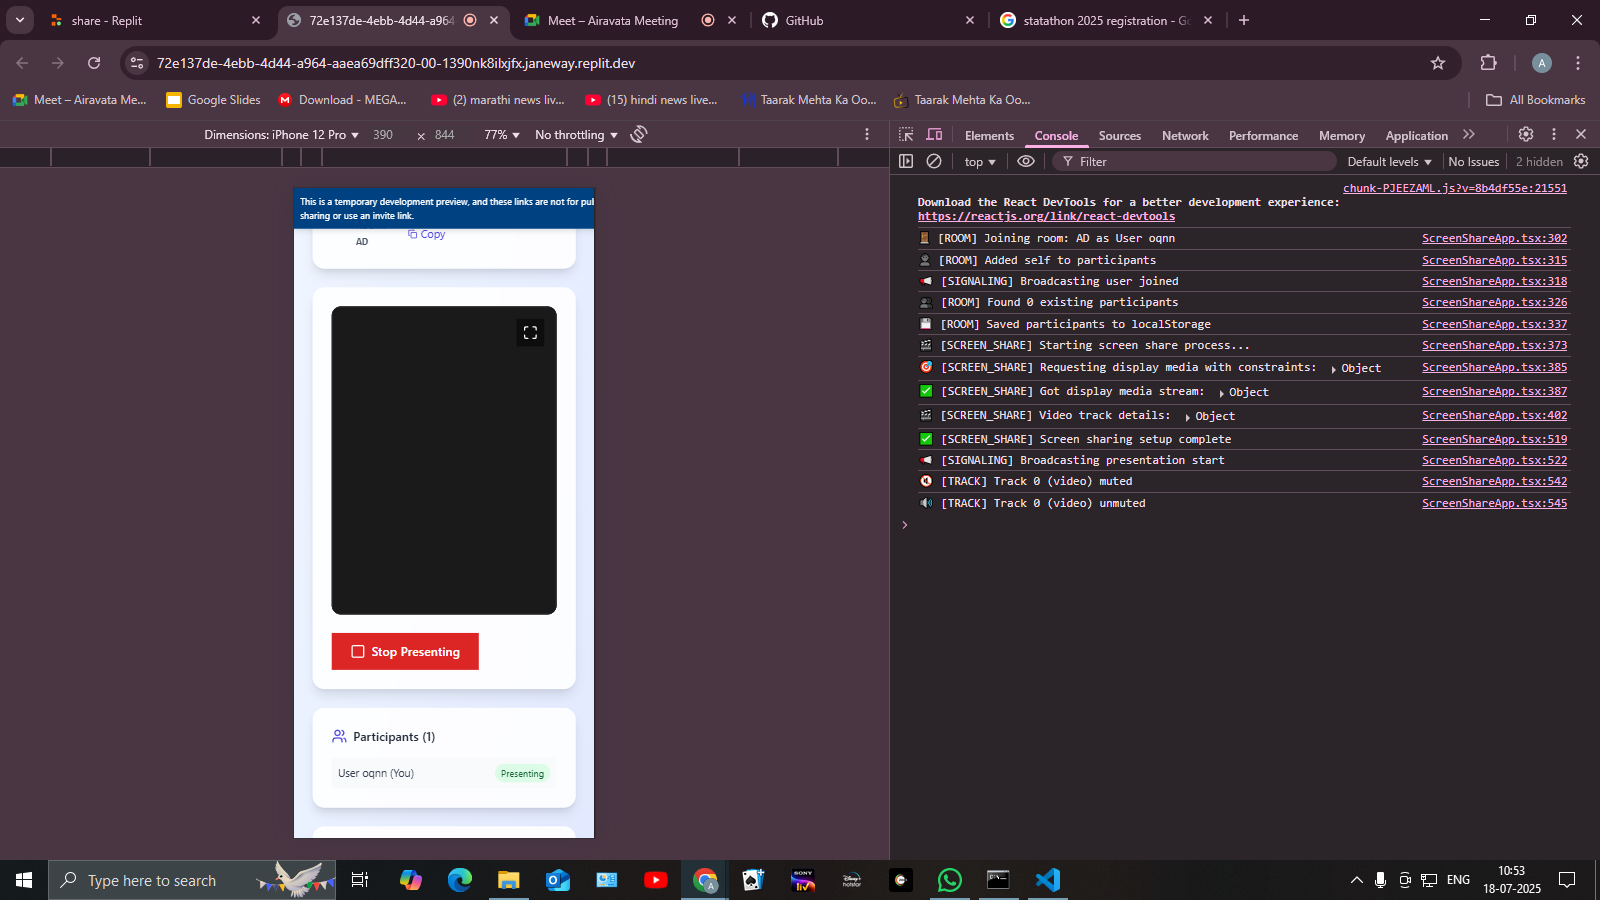 share - Replit
72e137de-4ebb-4d44-a964
Meet – Airavata Meeting
GitHub
statathon 2025 registration - Go
72e137de-4ebb-4d44-a964-aaea69dff320-00-1390nk8ilxjfx.janeway.replit.dev
A
Meet – Airavata Me...
Google Slides
Download - MEGA...
(2) marathi news liv...
(15) hindi news live...
Taarak Mehta Ka Oo...
Taarak Mehta Ka Oo...
All Bookmarks
Dimensions: iPhone 12 Pro
390
x
844
77%
No throttling
Elements
Console
Sources
Network
Performance
Memory
Application
top
Filter
Default levels
No Issues
2 hidden
This is a temporary development preview, and these links are not for pub
sharing or use an invite link.
AD
Copy
Stop Presenting
Participants (1)
User oqnn (You)
Presenting
chunk-PJEEZAML.js?v=8b4df55e:21551
Download the React DevTools for a better development experience:
https://reactjs.org/link/react-devtools
[ROOM] Joining room: AD as User oqnn ScreenShareApp.tsx:302
[ROOM] Added self to participants ScreenShareApp.tsx:315
[SIGNALING] Broadcasting user joined ScreenShareApp.tsx:318
[ROOM] Found 0 existing participants ScreenShareApp.tsx:326
[ROOM] Saved participants to localStorage ScreenShareApp.tsx:337
[SCREEN_SHARE] Starting screen share process... ScreenShareApp.tsx:373
[SCREEN_SHARE] Requesting display media with constraints: Object ScreenShareApp.tsx:385
[SCREEN_SHARE] Got display media stream: Object ScreenShareApp.tsx:387
[SCREEN_SHARE] Video track details: Object ScreenShareApp.tsx:402
[SCREEN_SHARE] Screen sharing setup complete ScreenShareApp.tsx:519
[SIGNALING] Broadcasting presentation start ScreenShareApp.tsx:522
[TRACK] Track 0 (video) muted ScreenShareApp.tsx:542
[TRACK] Track 0 (video) unmuted ScreenShareApp.tsx:545
Type here to search
SONY
liv
hotstar
ENG
10:53
18-07-2025